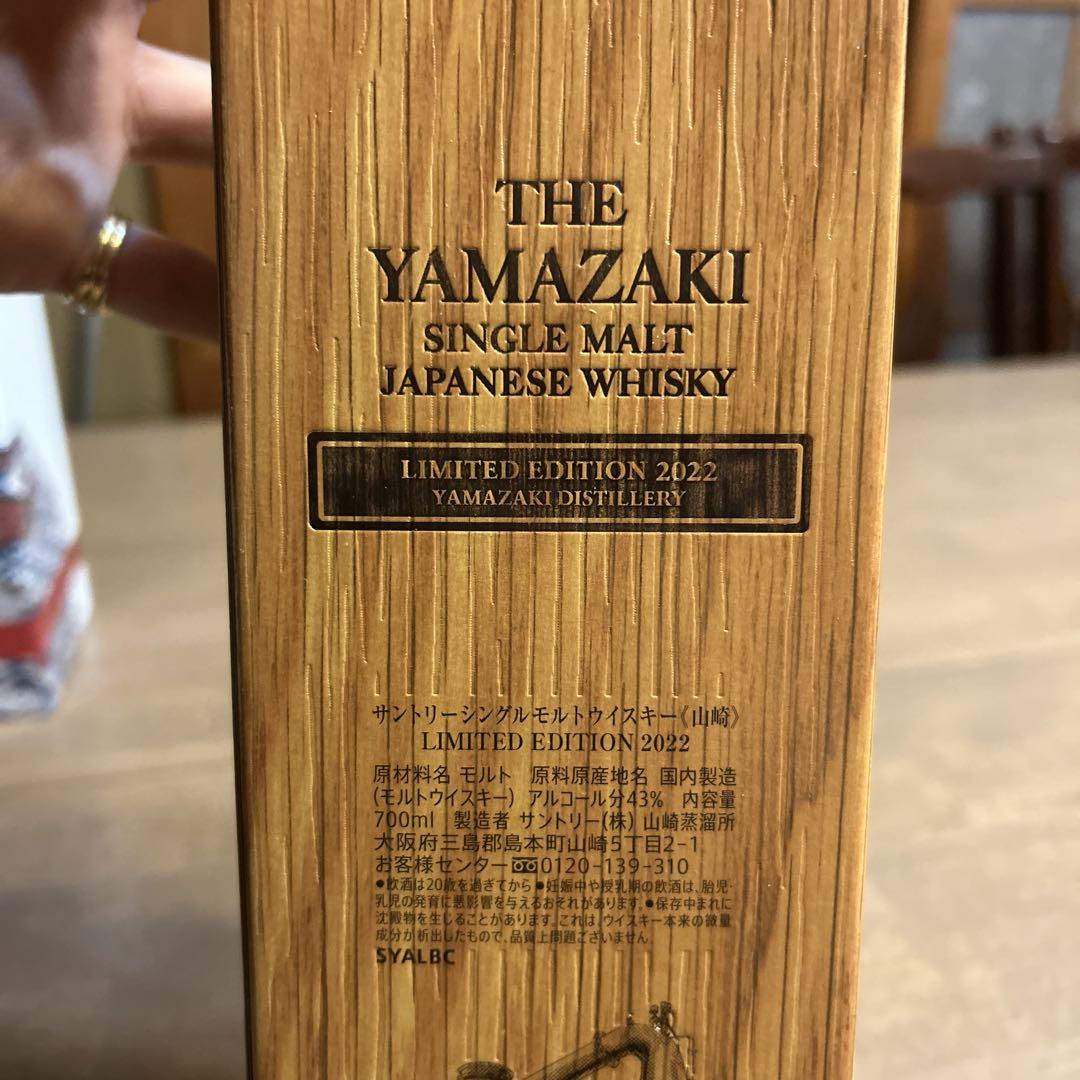 THE
YAMAZAKI
SINGLE MALT
JAPANESE WHISKY
LIMITED EDITION 2022
YAMAZAKI DISTILLERY
サントリーシングルモルトウイスキー《山崎》
LIMITED EDITION 2022
原材料名 モルト 原料原産地名 国内製造
(モルトウイスキー) アルコール分43% 内容量
700ml 製造者 サントリー(株) 山崎蒸溜所
大阪府三島郡島本町山崎5丁目2-1
お客様センター 0120-139-310
●飲酒は20歳を過ぎてから ●妊娠中や授乳期の飲酒は、胎児・
乳児の発育に悪影響を与えるおそれがあります。●保存中まれに
沈殿物を生じることがあります。これは、ウイスキー本来の微量
成分が析出したもので、品質上問題ございません。
SYALBC